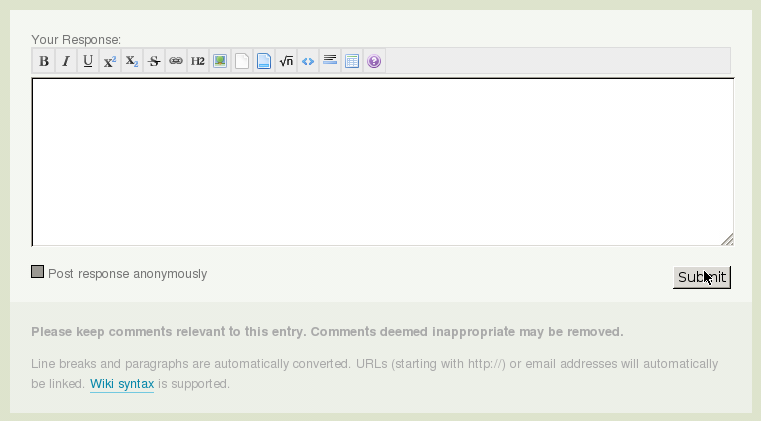 Your Response:
B I U X² X₂ S H2 √n <>  ?
Post response anonymously
Submit
Please keep comments relevant to this entry. Comments deemed inappropriate may be removed.
Line breaks and paragraphs are automatically converted. URLs (starting with http://) or email addresses will automatically
be linked. Wiki syntax is supported.